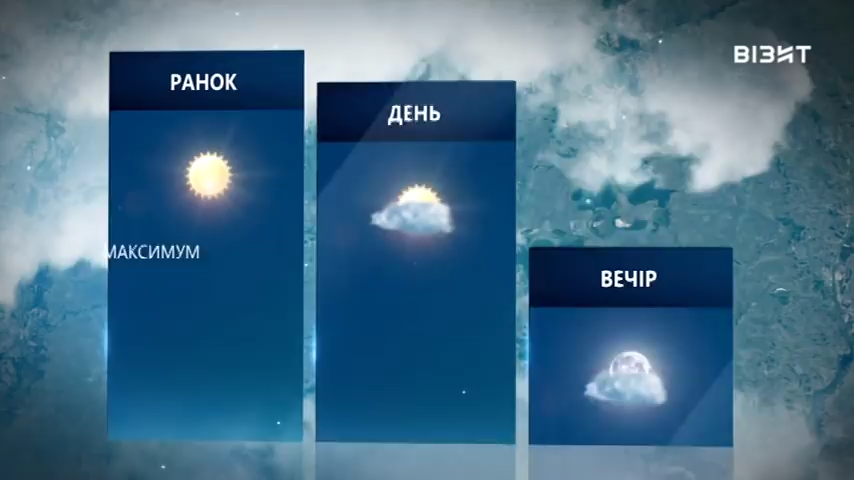 ВІЗИТ
РАНОК
ДЕНЬ
МАКСИМУМ
ВЕЧІР